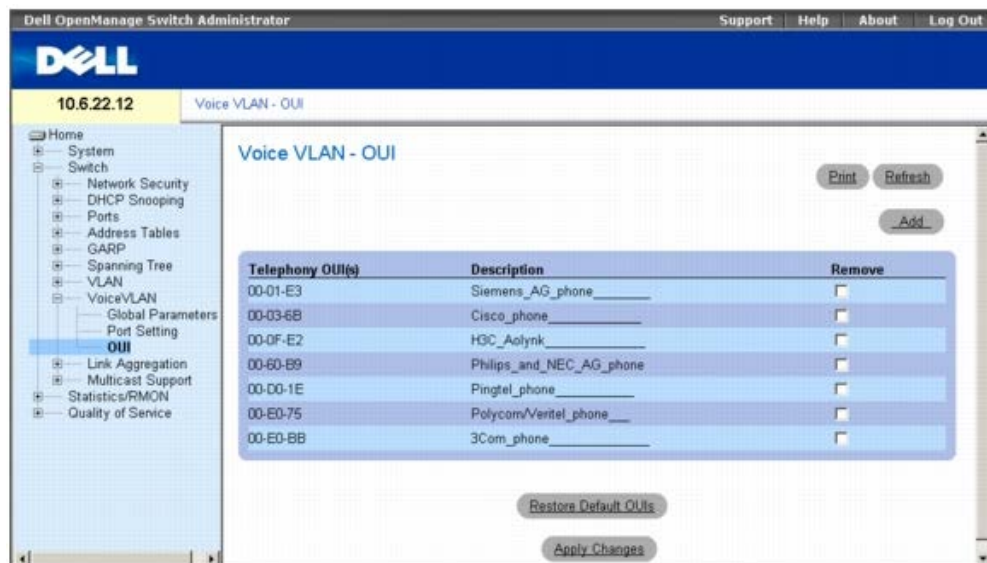 Dell OpenManage Switch Administrator
Support Help About Log Out
DELL
10.6.22.12
Voice VLAN - OUI
Home
System
Switch
Network Security
DHCP Snooping
Ports
Address Tables
GARP
Spanning Tree
VLAN
VoiceVLAN
Global Parameters
Port Setting
OUI
Link Aggregation
Multicast Support
Statistics/RMON
Quality of Service
Voice VLAN - OUI
Print Refresh
Add
Telephony OUI(s) Description Remove
00-01-E3 Siemens_AG_phone________
00-03-6B Cisco_phone_____________
00-0F-E2 H3C_Aolynk______________
00-60-B9 Philips_and_NEC_AG_phone
00-D0-1E Pingtel_phone___________
00-E0-75 Polycom/Veritel_phone___
00-E0-BB 3Com_phone______________
Restore Default OUIs
Apply Changes